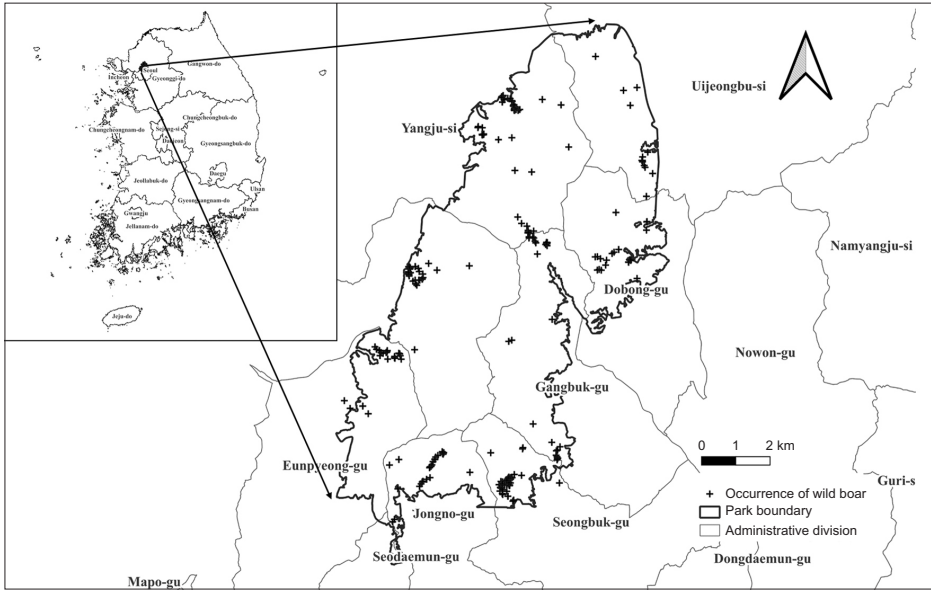 Gangwon-do
Seoul
Incheon
Gyeonggi-do
Chungcheongbuk-do
Chungcheongnam-do
Sejong-si
Daejeon
Gyeongsangbuk-do
Daegu
Jeollabuk-do
Ulsan
Gyeongsangnam-do
Busan
Gwangju
Jellanam-do
Jeju-do
Uijeongbu-si
Yangju-si
Namyangju-si
Dobong-gu
Nowon-gu
Gangbuk-gu
0 1 2 km
Eunpyeong-gu
Guri-s
Occurrence of wild boar
Park boundary
Administrative division
Jongno-gu
Seongbuk-gu
Seodaemun-gu
Dongdaemun-gu
Mapo-gu